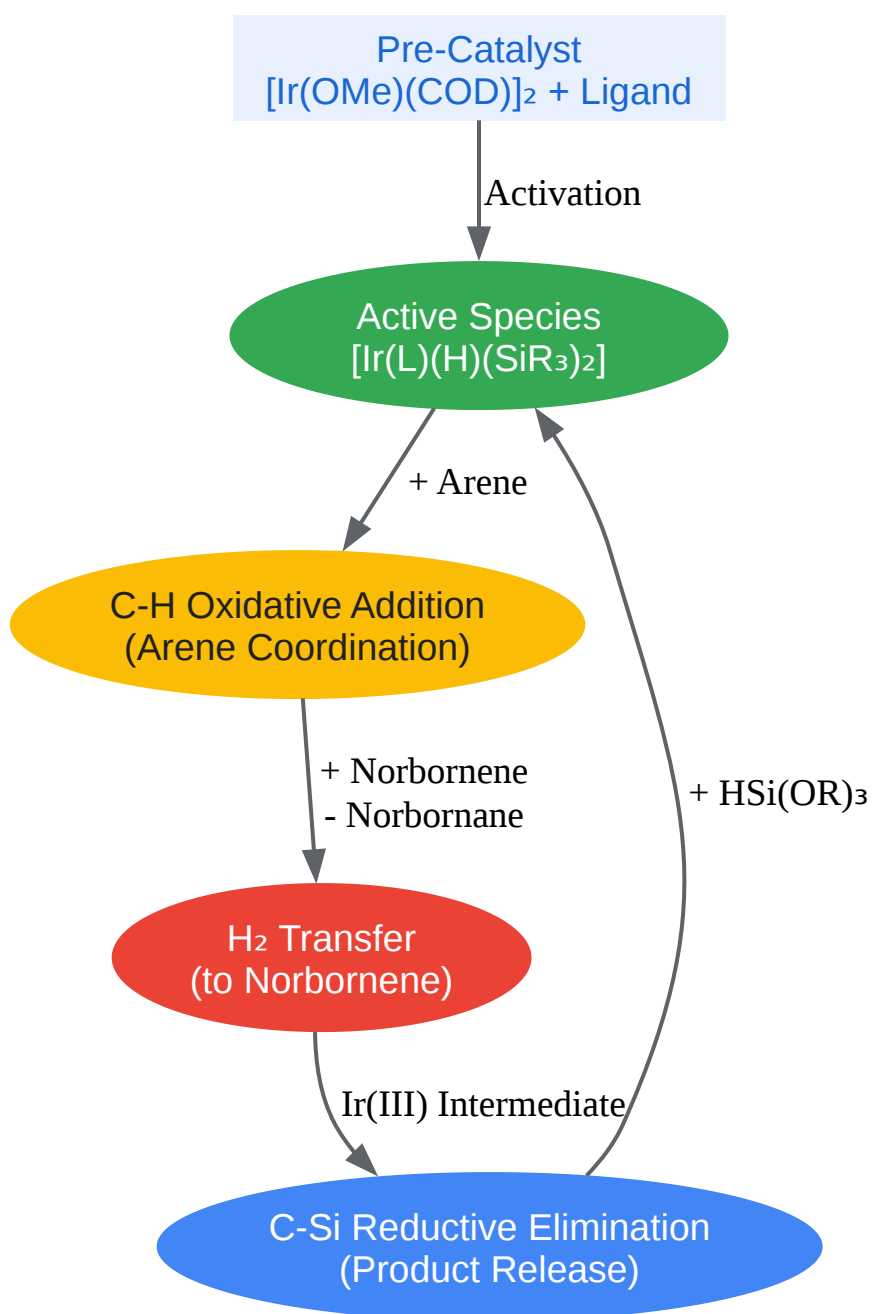 Pre-Catalyst
[Ir(OMe)(COD)]₂ + Ligand
Activation
Active Species
[Ir(L)(H)(SiR₃)₂]
+ Arene
C-H Oxidative Addition
(Arene Coordination)
+ Norbornene
- Norbornane
+ HSi(OR)₃
H₂ Transfer
(to Norbornene)
Ir(III) Intermediate
C-Si Reductive Elimination
(Product Release)